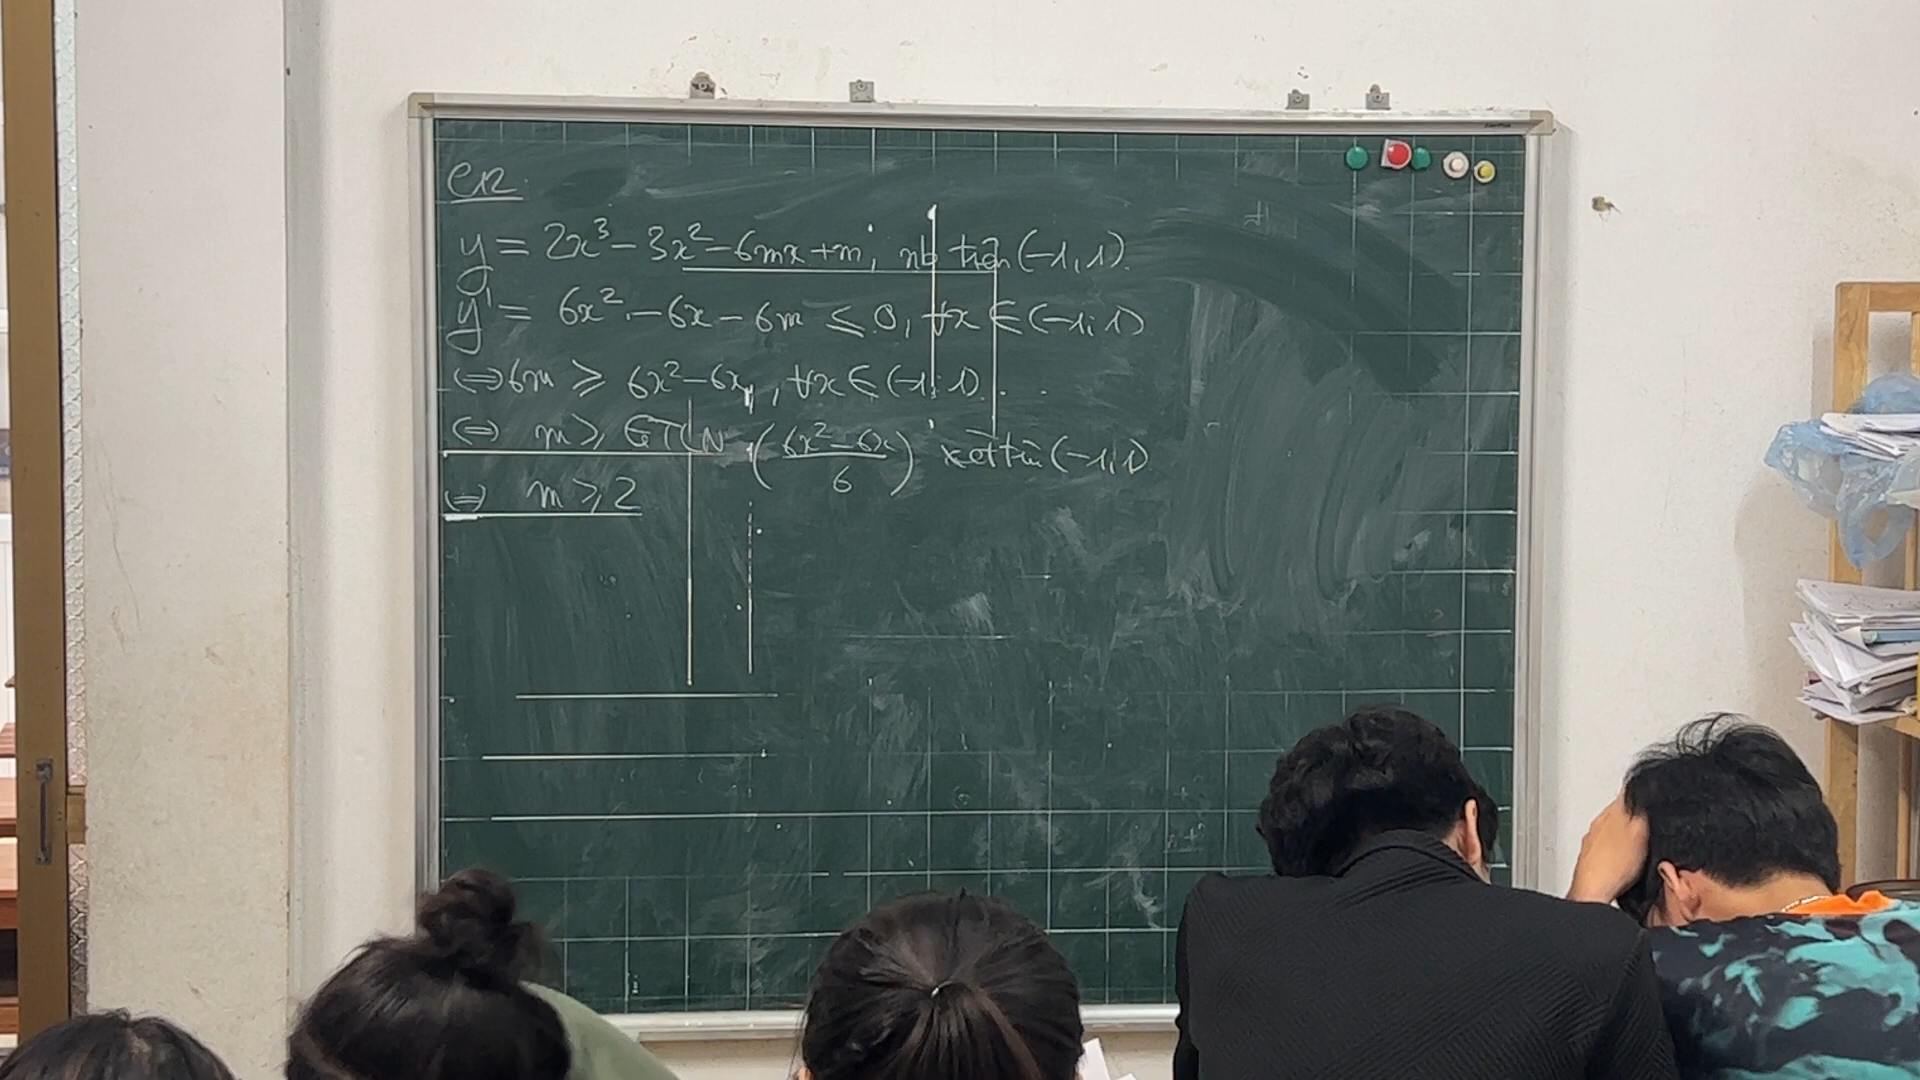 y = 2x³ - 3x² - 6mx + m, nb trên (-1, 1).
y' = 6x² - 6x - 6m ≤ 0, ∀x ∈ (-1; 1)
⇔ 6m ≥ 6x² - 6x, ∀x ∈ (-1; 1)
⇔ m ≥ GTLN (6x² - 6x / 6) xét trên (-1; 1)
⇔ m ≥ 2